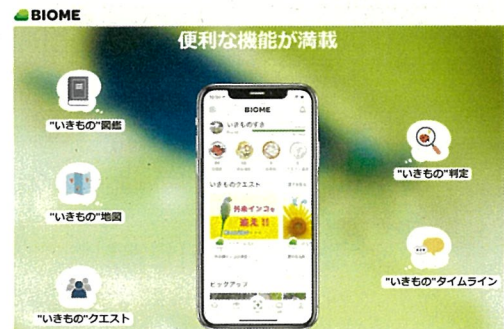 BIOME
便利な機能が満載
"いきもの"図鑑
"いきもの"地図
"いきもの"クエスト
BIOME
いきものずき
いきものクエスト
外来インコを
追え!!
ピックアップ
"いきもの"判定
"いきもの"タイムライン